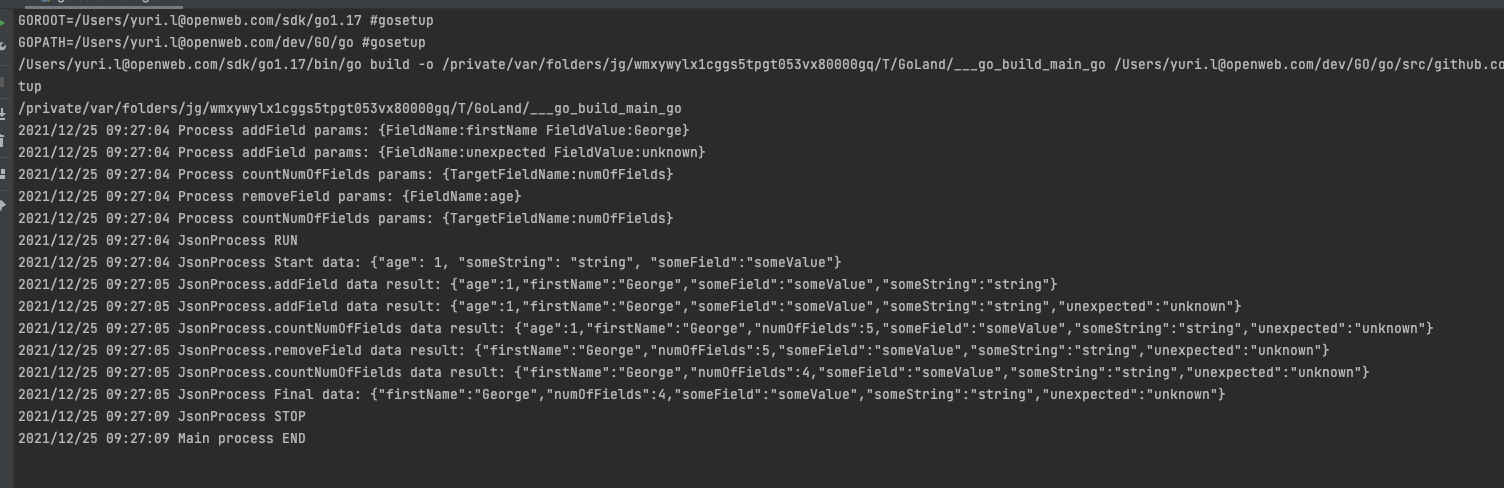 GOROOT=/Users/yuri.l@openweb.com/sdk/go1.17 #gosetup
GOPATH=/Users/yuri.l@openweb.com/dev/GO/go #gosetup
/Users/yuri.l@openweb.com/sdk/go1.17/bin/go build -o /private/var/folders/jg/wmxywylx1cggs5tpgt053vx80000gq/T/GoLand/___go_build_main_go /Users/yuri.l@openweb.com/dev/GO/go/src/github.co
tup
/private/var/folders/jg/wmxywylx1cggs5tpgt053vx80000gq/T/GoLand/___go_build_main_go
2021/12/25 09:27:04 Process addField params: {FieldName:firstName FieldValue:George}
2021/12/25 09:27:04 Process addField params: {FieldName:unexpected FieldValue:unknown}
2021/12/25 09:27:04 Process countNumOfFields params: {TargetFieldName:numOfFields}
2021/12/25 09:27:04 Process removeField params: {FieldName:age}
2021/12/25 09:27:04 Process countNumOfFields params: {TargetFieldName:numOfFields}
2021/12/25 09:27:04 JsonProcess RUN
2021/12/25 09:27:04 JsonProcess Start data: {"age": 1, "someString": "string", "someField":"someValue"}
2021/12/25 09:27:05 JsonProcess.addField data result: {"age":1,"firstName":"George","someField":"someValue","someString":"string"}
2021/12/25 09:27:05 JsonProcess.addField data result: {"age":1,"firstName":"George","someField":"someValue","someString":"string","unexpected":"unknown"}
2021/12/25 09:27:05 JsonProcess.countNumOfFields data result: {"age":1,"firstName":"George","numOfFields":5,"someField":"someValue","someString":"string","unexpected":"unknown"}
2021/12/25 09:27:05 JsonProcess.removeField data result: {"firstName":"George","numOfFields":5,"someField":"someValue","someString":"string","unexpected":"unknown"}
2021/12/25 09:27:05 JsonProcess.countNumOfFields data result: {"firstName":"George","numOfFields":4,"someField":"someValue","someString":"string","unexpected":"unknown"}
2021/12/25 09:27:05 JsonProcess Final data: {"firstName":"George","numOfFields":4,"someField":"someValue","someString":"string","unexpected":"unknown"}
2021/12/25 09:27:09 JsonProcess STOP
2021/12/25 09:27:09 Main process END